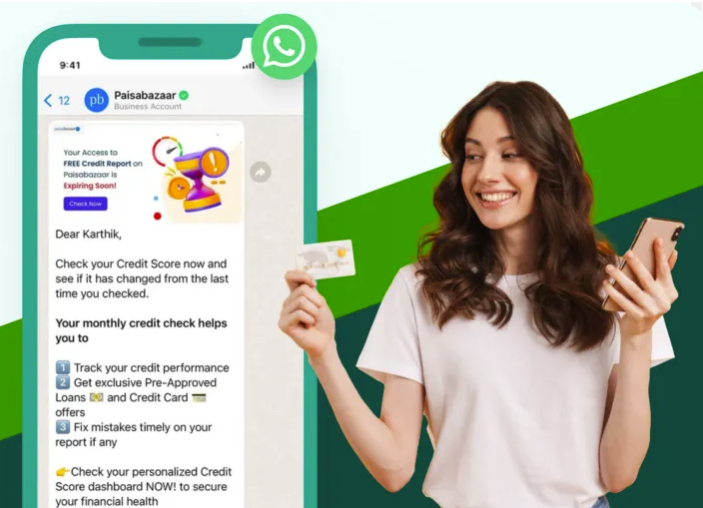 9:41
12
pb
Paisabazaar
Business Account
paisabazaar
Your Access to
FREE Credit Report on
Paisabazaar is
Expiring Soon!
Check Now
Dear Karthik,
Check your Credit Score now and
see if it has changed from the last
time you checked.
Your monthly credit check helps
you to
1️⃣ Track your credit performance
2️⃣ Get exclusive Pre-Approved
Loans 💵 and Credit Card 💳
offers
3️⃣ Fix mistakes timely on your
report if any
👉Check your personalized Credit
Score dashboard NOW! to secure
your financial health